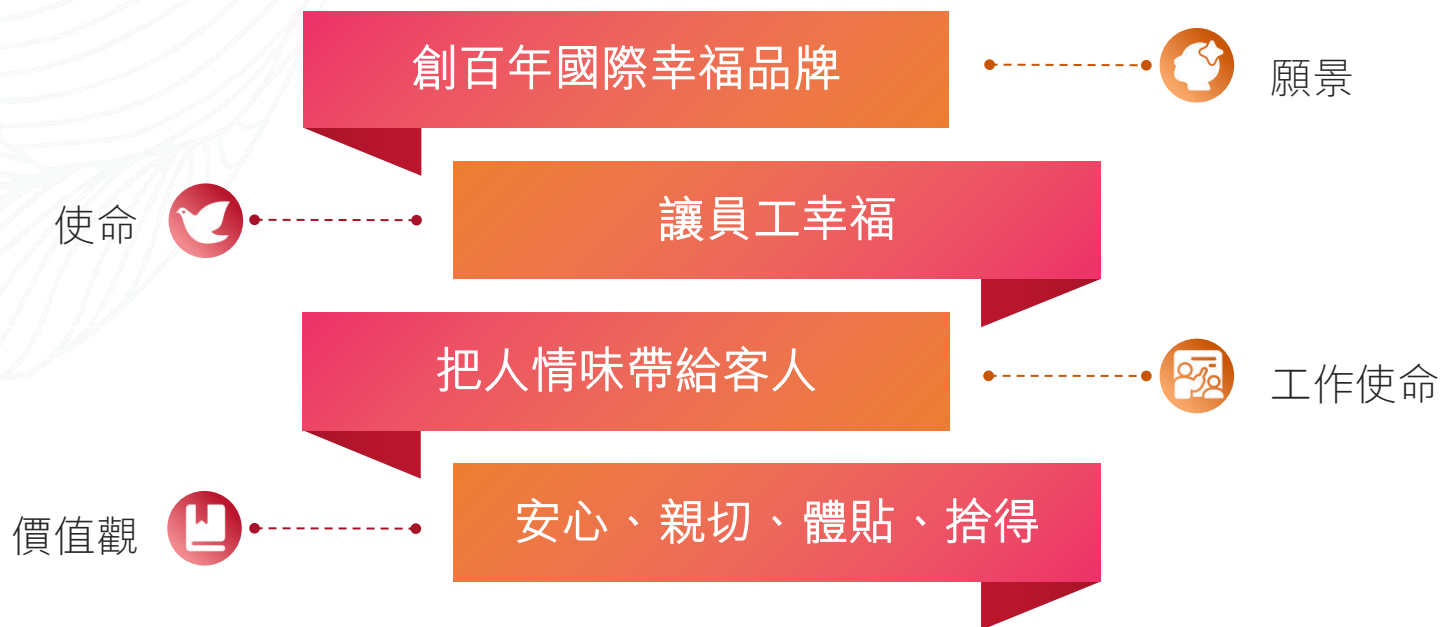 創百年國際幸福品牌
願景
使命
讓員工幸福
把人情味帶給客人
工作使命
價值觀
安心、親切、體貼、捨得